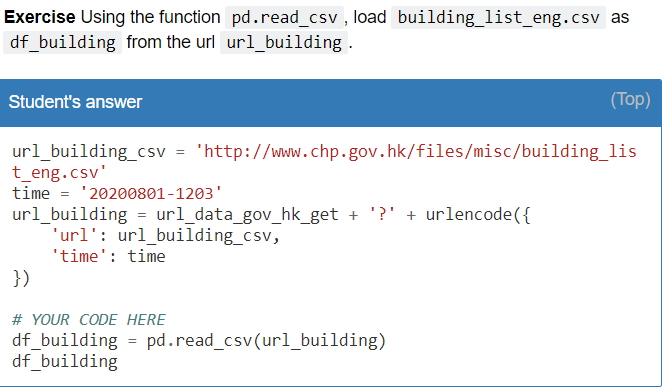 Exercise Using the function pd.read_csv, load building_list_eng.csv as
df_building from the url url_building.
Student's answer (Top)
url_building_csv = 'http://www.chp.gov.hk/files/misc/building_lis
t_eng.csv'
time = '20200801-1203'
url_building = url_data_gov_hk_get + '?' + urlencode({
    'url': url_building_csv,
    'time': time
})
# YOUR CODE HERE
df_building = pd.read_csv(url_building)
df_building